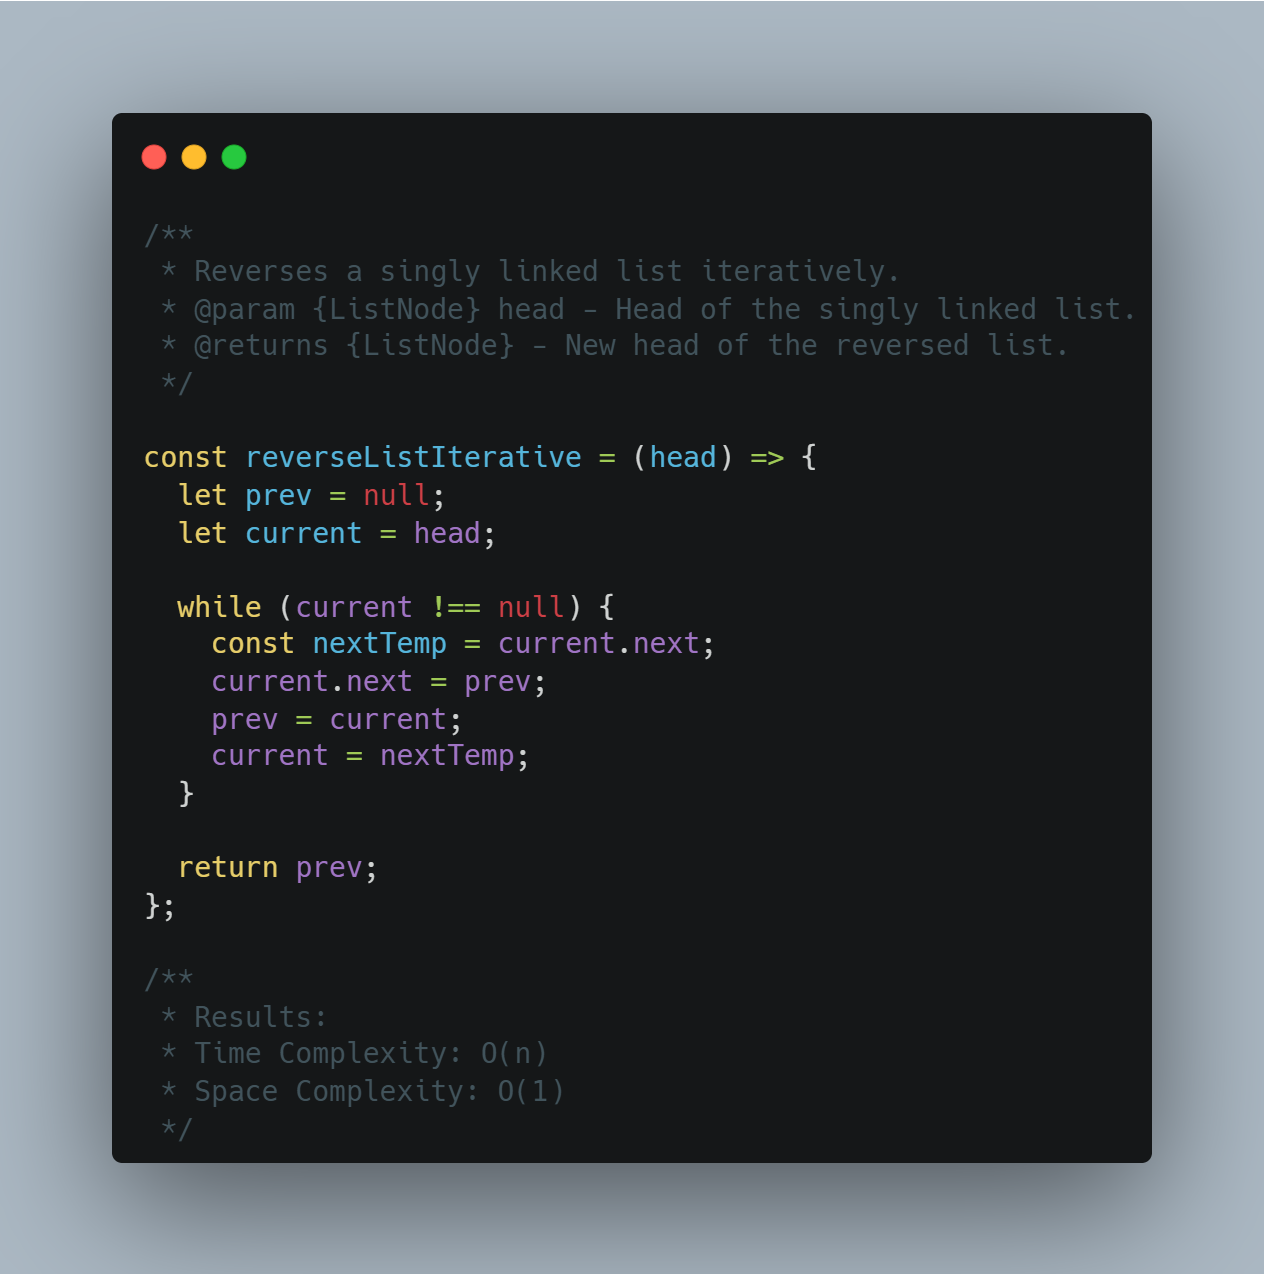 /**
 * Reverses a singly linked list iteratively.
 * @param {ListNode} head - Head of the singly linked list.
 * @returns {ListNode} - New head of the reversed list.
 */

const reverseListIterative = (head) => {
  let prev = null;
  let current = head;

  while (current !== null) {
    const nextTemp = current.next;
    current.next = prev;
    prev = current;
    current = nextTemp;
  }

  return prev;
};

/**
 * Results:
 * Time Complexity: O(n)
 * Space Complexity: O(1)
 */